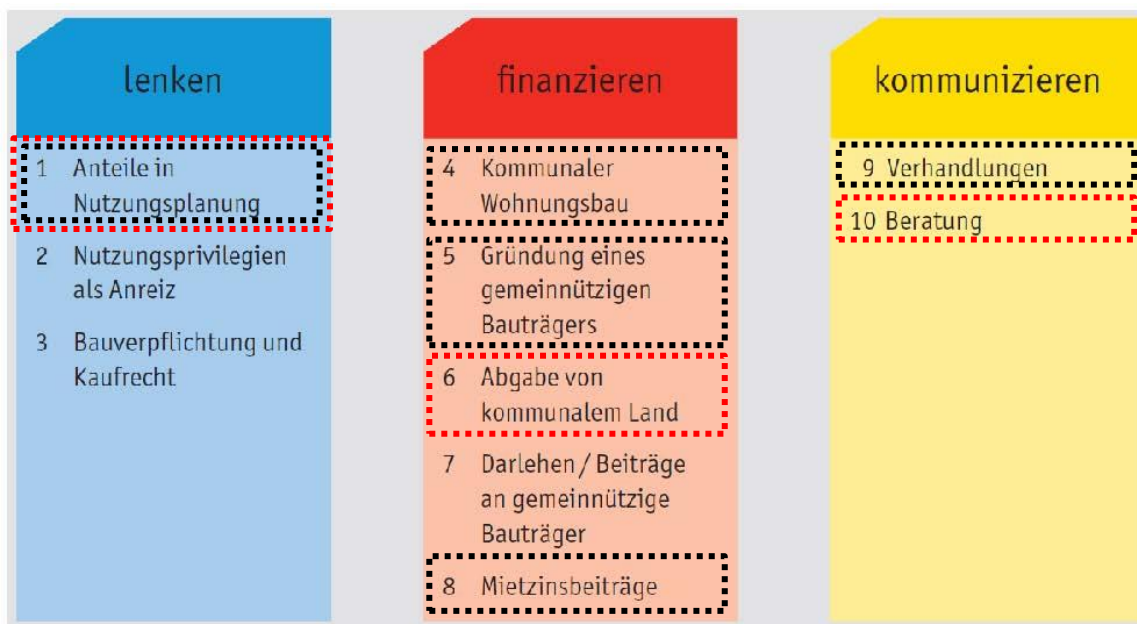 lenken
1 Anteile in
Nutzungsplanung
2 Nutzungsprivilegien
als Anreiz
3 Bauverpflichtung und
Kaufrecht
finanzieren
4 Kommunaler
Wohnungsbau
5 Gründung eines
gemeinnützigen
Bauträgers
6 Abgabe von
kommunalem Land
7 Darlehen / Beiträge
an gemeinnützige
Bauträger
8 Mietzinsbeiträge
kommunizieren
9 Verhandlungen
10 Beratung